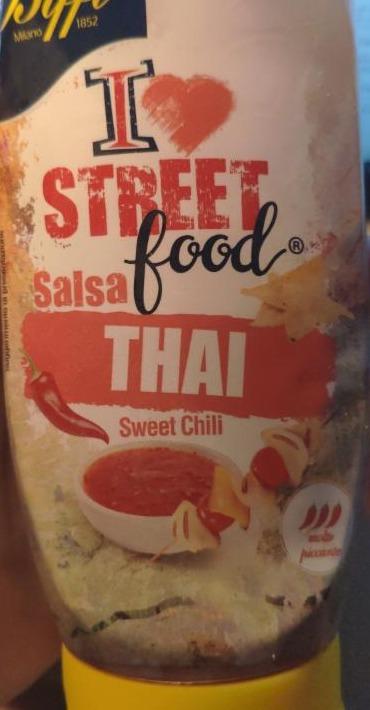 Milano 1852
I
STREET
food®
Salsa
THAI
Sweet Chili
molto
piccante